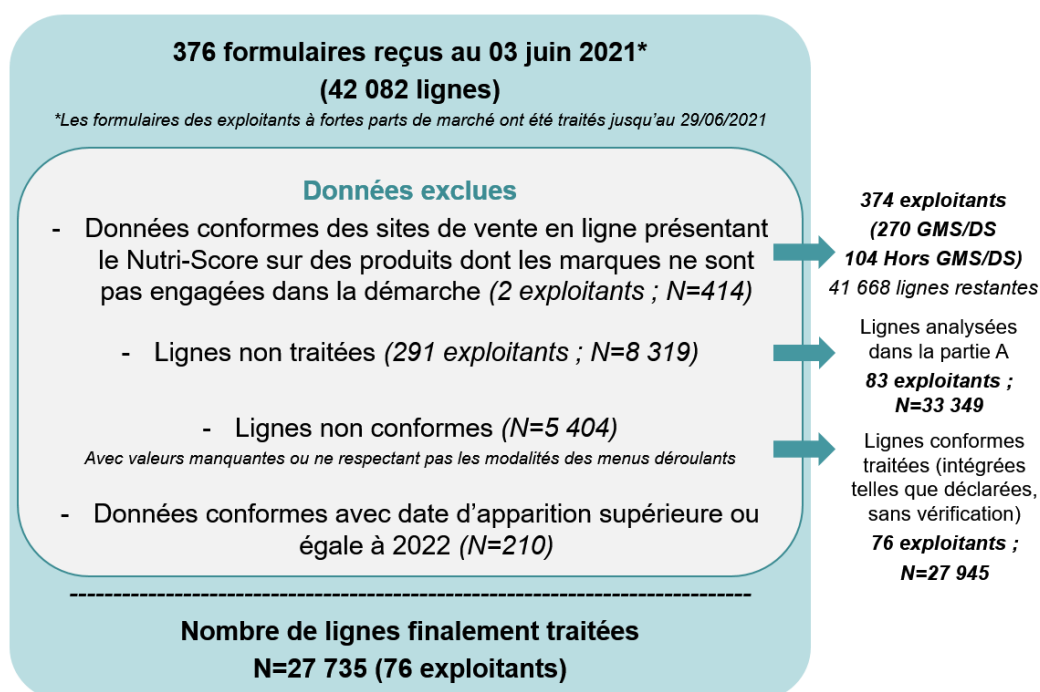 376 formulaires reçus au 03 juin 2021*
(42 082 lignes)
*Les formulaires des exploitants à fortes parts de marché ont été traités jusqu'au 29/06/2021
Données exclues
- Données conformes des sites de vente en ligne présentant
le Nutri-Score sur des produits dont les marques ne sont
pas engagées dans la démarche (2 exploitants ; N=414)
- Lignes non traitées (291 exploitants ; N=8 319)
- Lignes non conformes (N=5 404)
Avec valeurs manquantes ou ne respectant pas les modalités des menus déroulants
- Données conformes avec date d'apparition supérieure ou
égale à 2022 (N=210)
374 exploitants
(270 GMS/DS
104 Hors GMS/DS)
41 668 lignes restantes
Lignes analysées
dans la partie A
83 exploitants ;
N=33 349
Lignes conformes
traitées (intégrées
telles que déclarées,
sans vérification)
76 exploitants ;
N=27 945
Nombre de lignes finalement traitées
N=27 735 (76 exploitants)